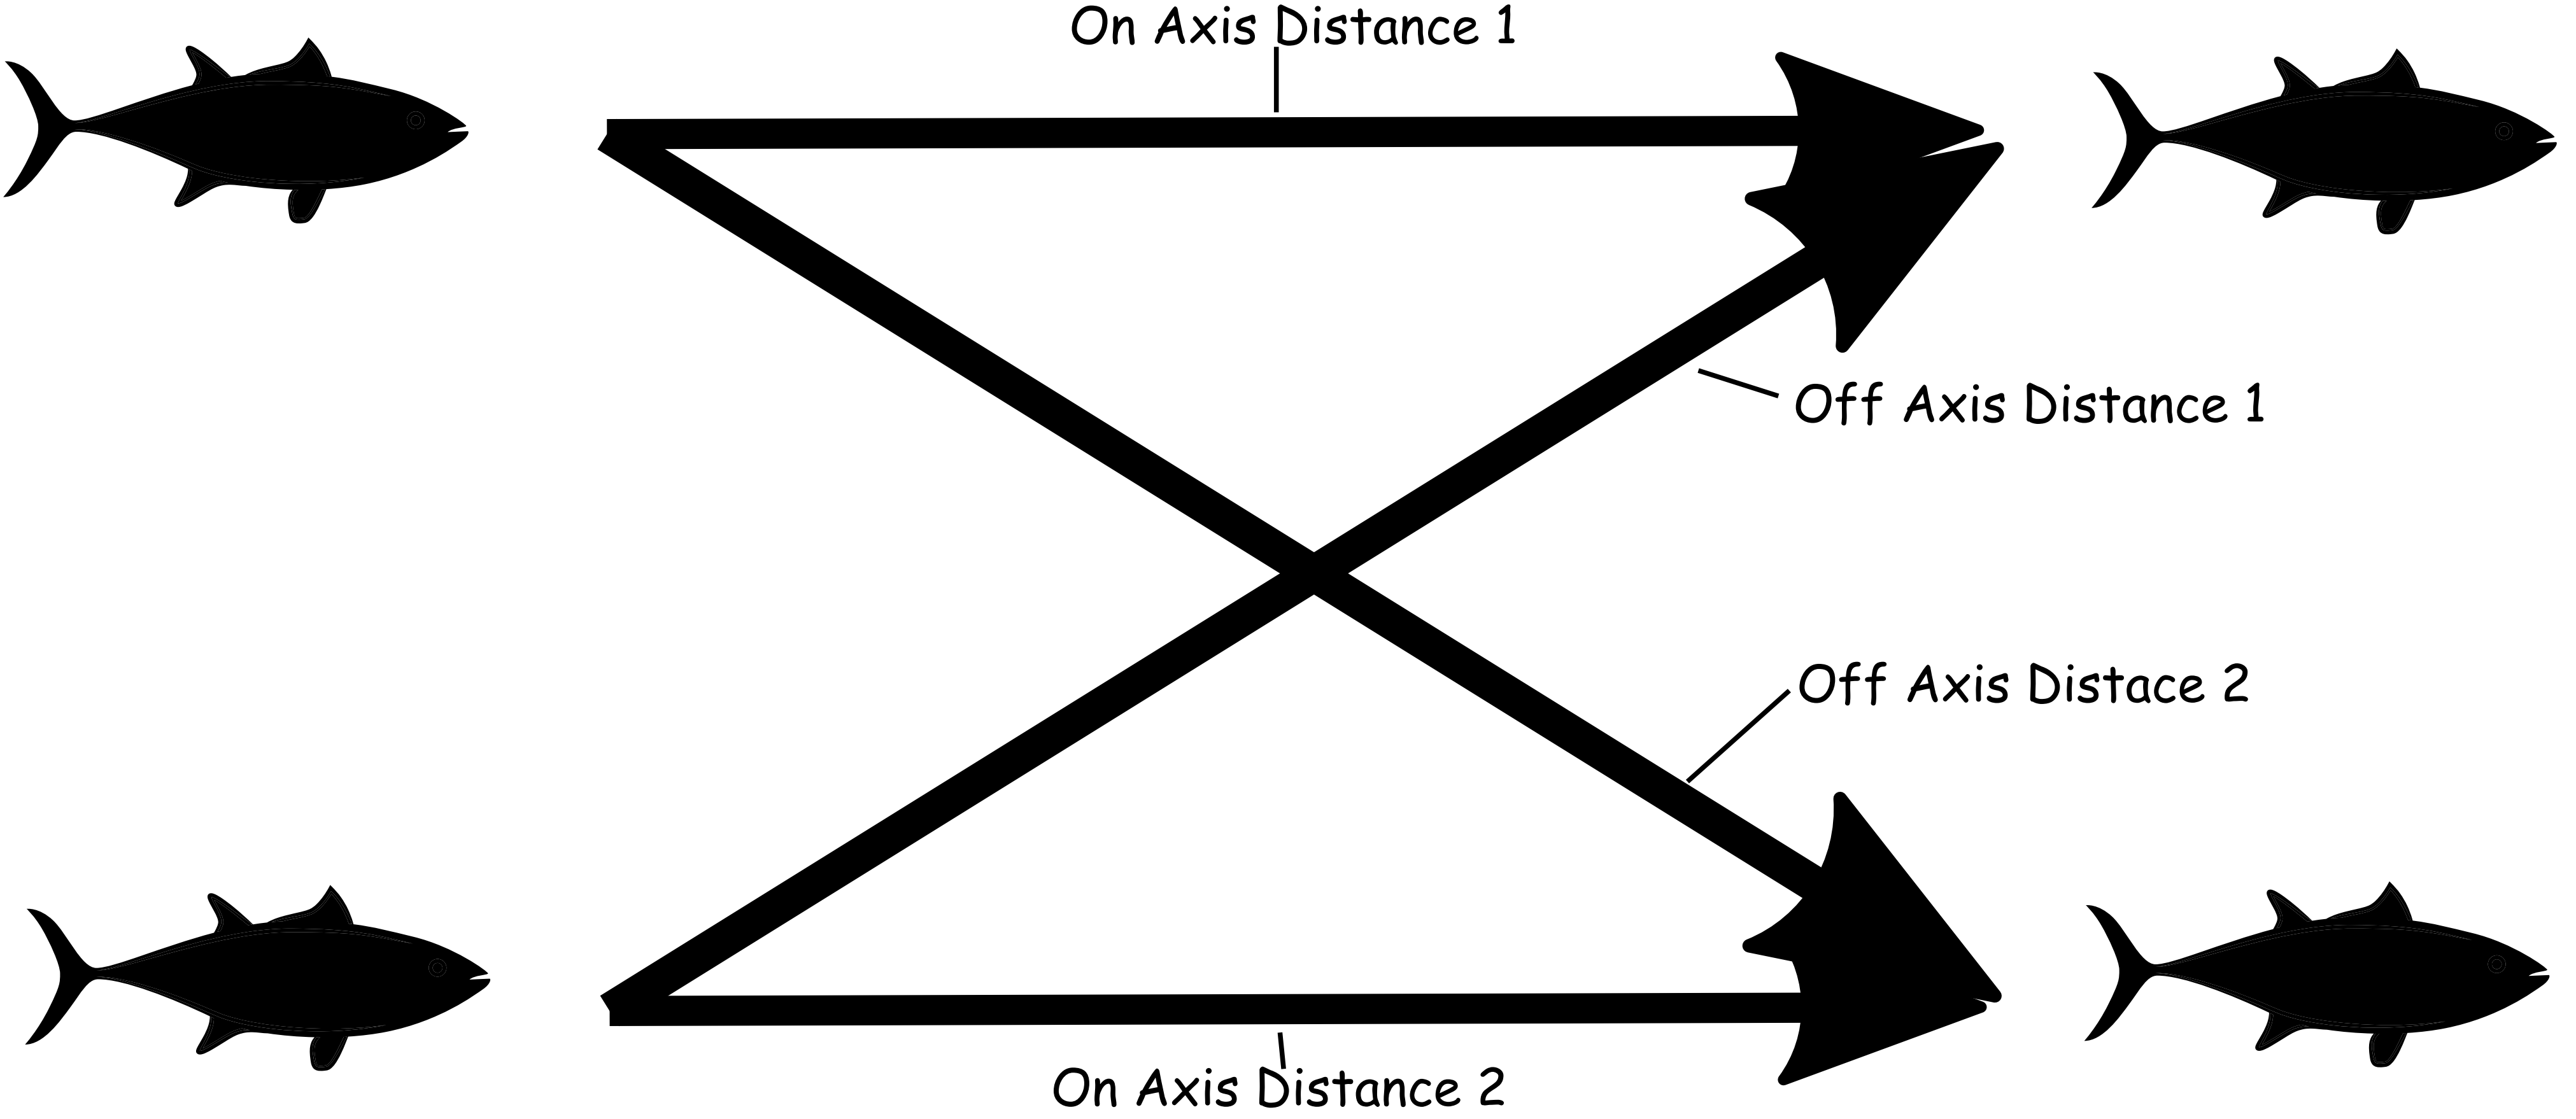 On Axis Distance 1
Off Axis Distance 1
Off Axis Distace 2
On Axis Distance 2